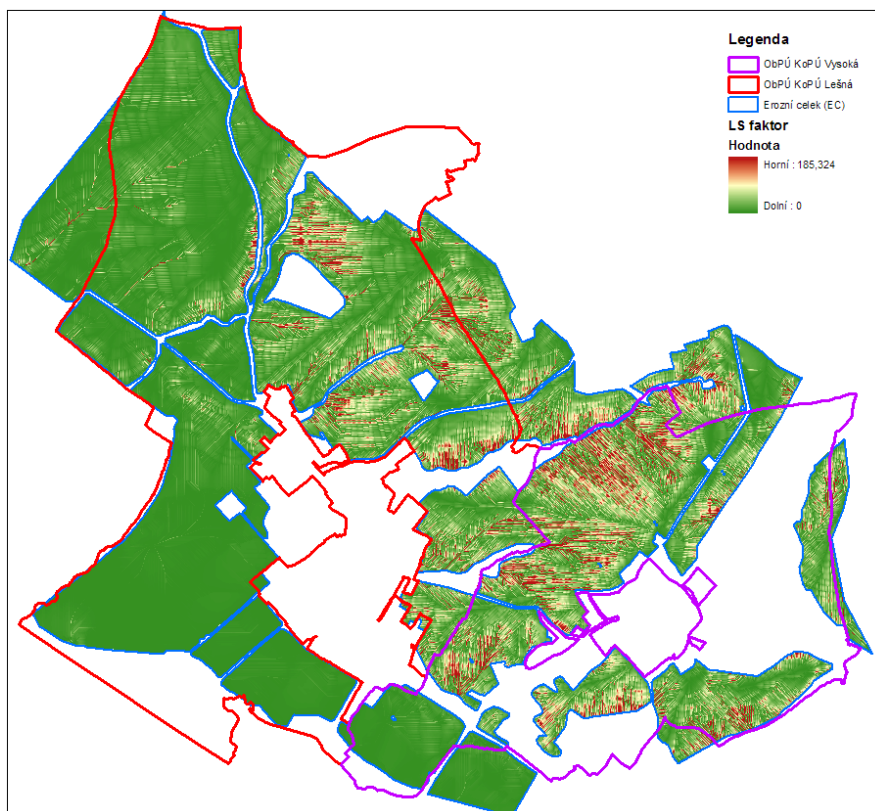 Legenda
ObPÚ KoPÚ Vysoká
ObPÚ KoPÚ Lešná
Erozní celek (EC)
LS faktor
Hodnota
Horní : 185,324
Dolní : 0